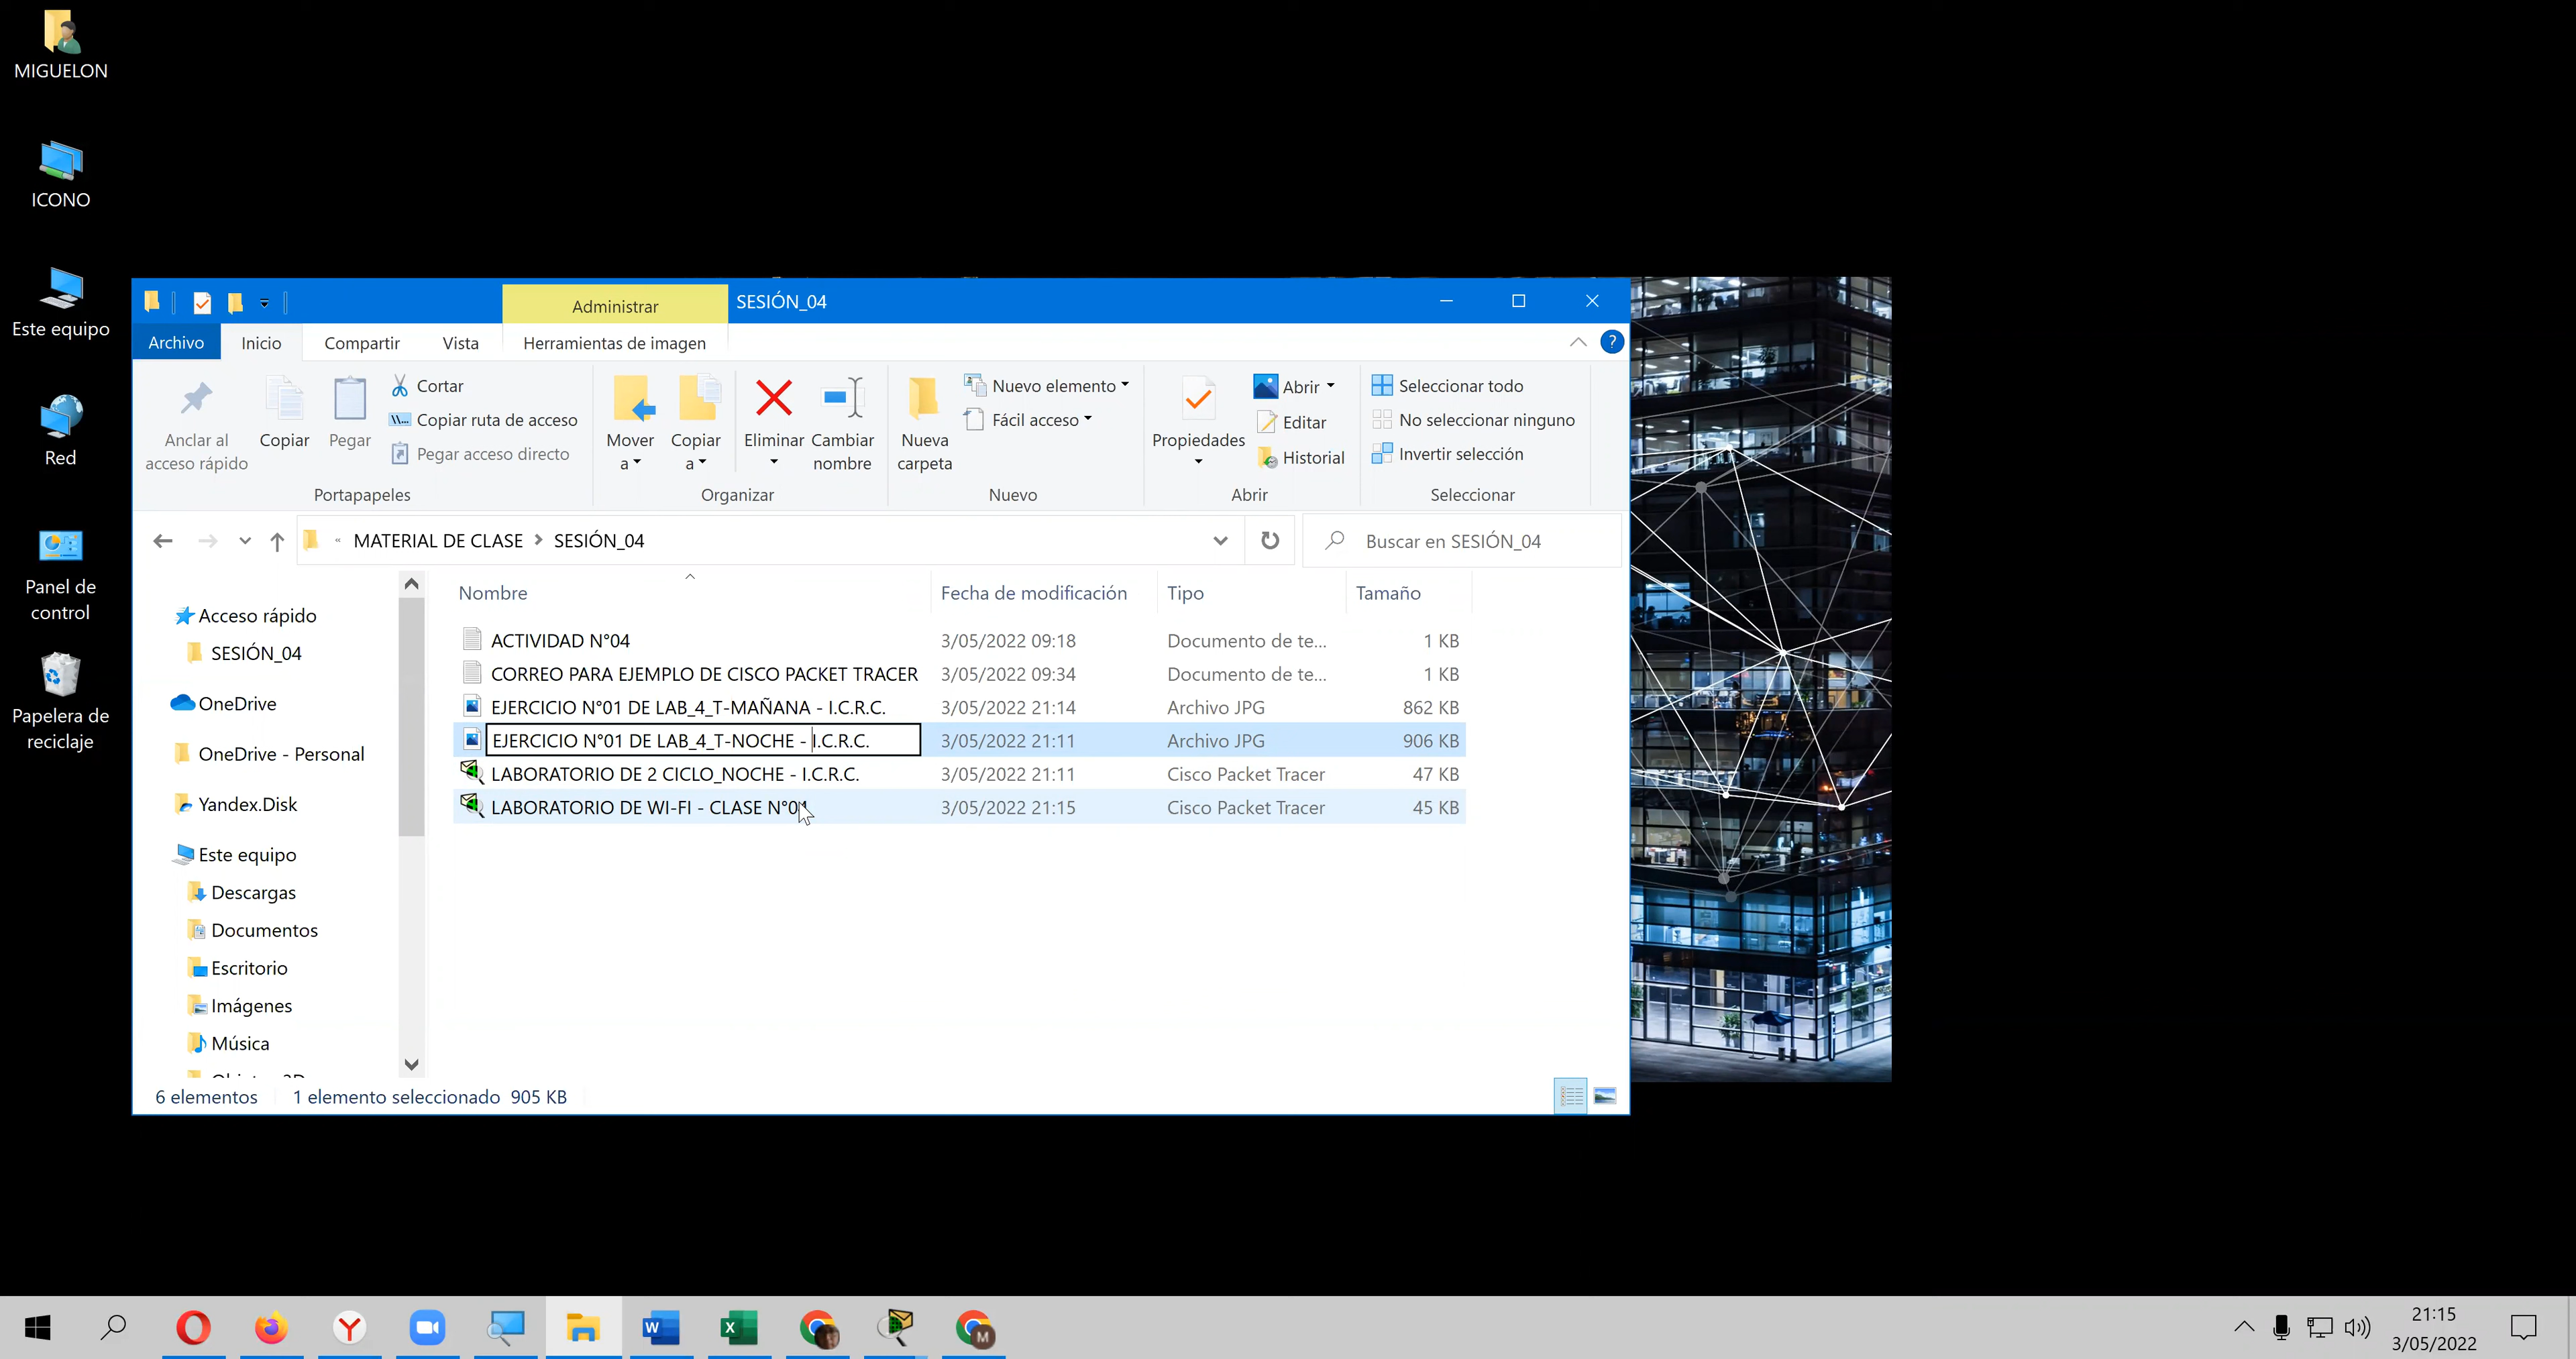 MIGUELON
ICONO
Este equipo
Red
Panel de
control
Papelera de
reciclaje
Administrar
SESIÓN_04
Archivo
Inicio
Compartir
Vista
Herramientas de imagen
?
Anclar al
acceso rápido
Copiar
Pegar
Cortar
Copiar ruta de acceso
Pegar acceso directo
Portapapeles
Mover
a
Copiar
a
Eliminar
Cambiar
nombre
Organizar
Nueva
carpeta
Nuevo elemento
Fácil acceso
Nuevo
Propiedades
Abrir
Editar
Historial
Abrir
Seleccionar todo
No seleccionar ninguno
Invertir selección
Seleccionar
« MATERIAL DE CLASE > SESIÓN_04
Buscar en SESIÓN_04
Acceso rápido
SESIÓN_04
OneDrive
OneDrive - Personal
Yandex.Disk
Este equipo
Descargas
Documentos
Escritorio
Imágenes
Música
Nombre Fecha de modificación Tipo Tamaño
ACTIVIDAD N°04 3/05/2022 09:18 Documento de te... 1 KB
CORREO PARA EJEMPLO DE CISCO PACKET TRACER 3/05/2022 09:34 Documento de te... 1 KB
EJERCICIO N°01 DE LAB_4_T-MAÑANA - I.C.R.C. 3/05/2022 21:14 Archivo JPG 862 KB
EJERCICIO N°01 DE LAB_4_T-NOCHE - I.C.R.C. 3/05/2022 21:11 Archivo JPG 906 KB
LABORATORIO DE 2 CICLO_NOCHE - I.C.R.C. 3/05/2022 21:11 Cisco Packet Tracer 47 KB
LABORATORIO DE WI-FI - CLASE N°04 3/05/2022 21:15 Cisco Packet Tracer 45 KB
6 elementos 1 elemento seleccionado 905 KB
21:15
3/05/2022